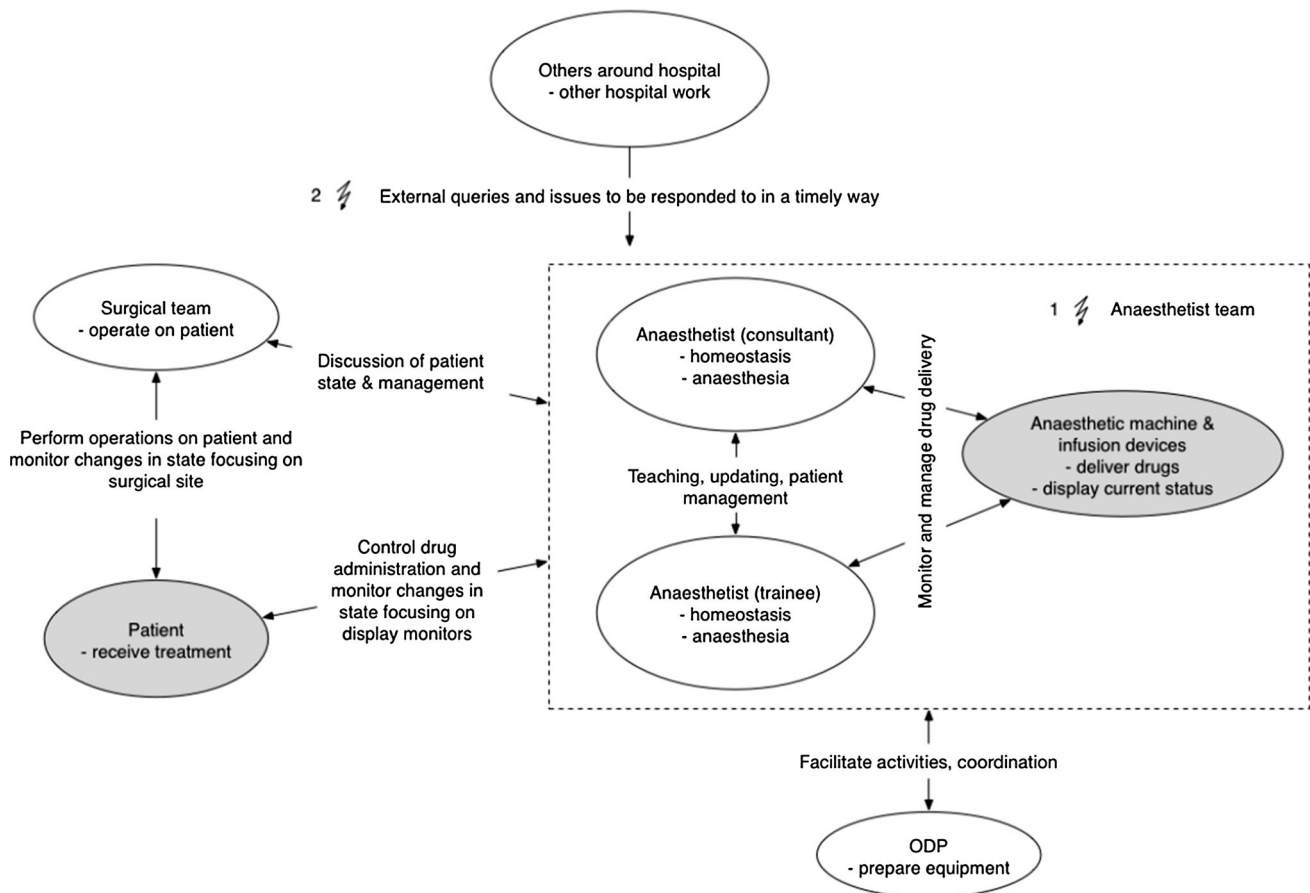 Others around hospital
- other hospital work
2 External queries and issues to be responded to in a timely way
Surgical team
- operate on patient
Discussion of patient
state & management
Perform operations on patient and
monitor changes in state focusing on
surgical site
Control drug
administration and
monitor changes in
state focusing on
display monitors
Patient
- receive treatment
1 Anaesthetist team
Anaesthetist (consultant)
- homeostasis
- anaesthesia
Teaching, updating, patient
management
Anaesthetist (trainee)
- homeostasis
- anaesthesia
Monitor and manage drug delivery
Anaesthetic machine &
infusion devices
- deliver drugs
- display current status
Facilitate activities, coordination
ODP
- prepare equipment